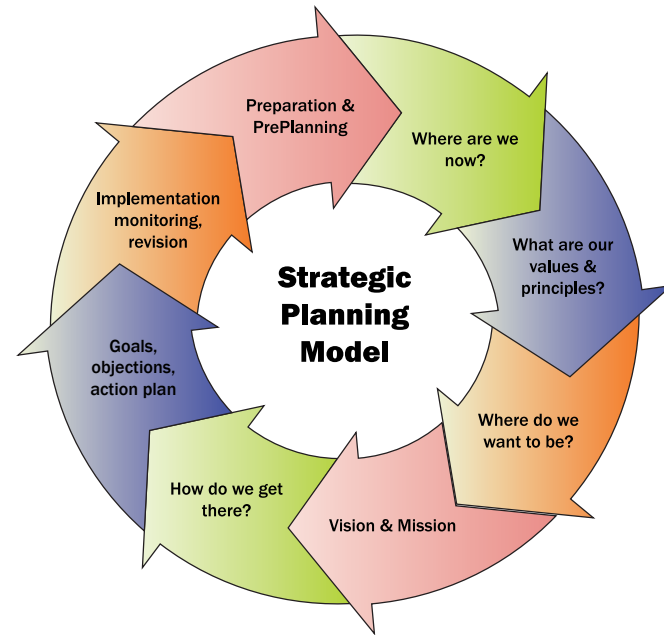 Preparation &
PrePlanning
Where are we
now?
What are our
values &
principles?
Where do we
want to be?
Vision & Mission
How do we get
there?
Goals,
objectives,
action plan
Implementation
monitoring,
revision
Strategic
Planning
Model